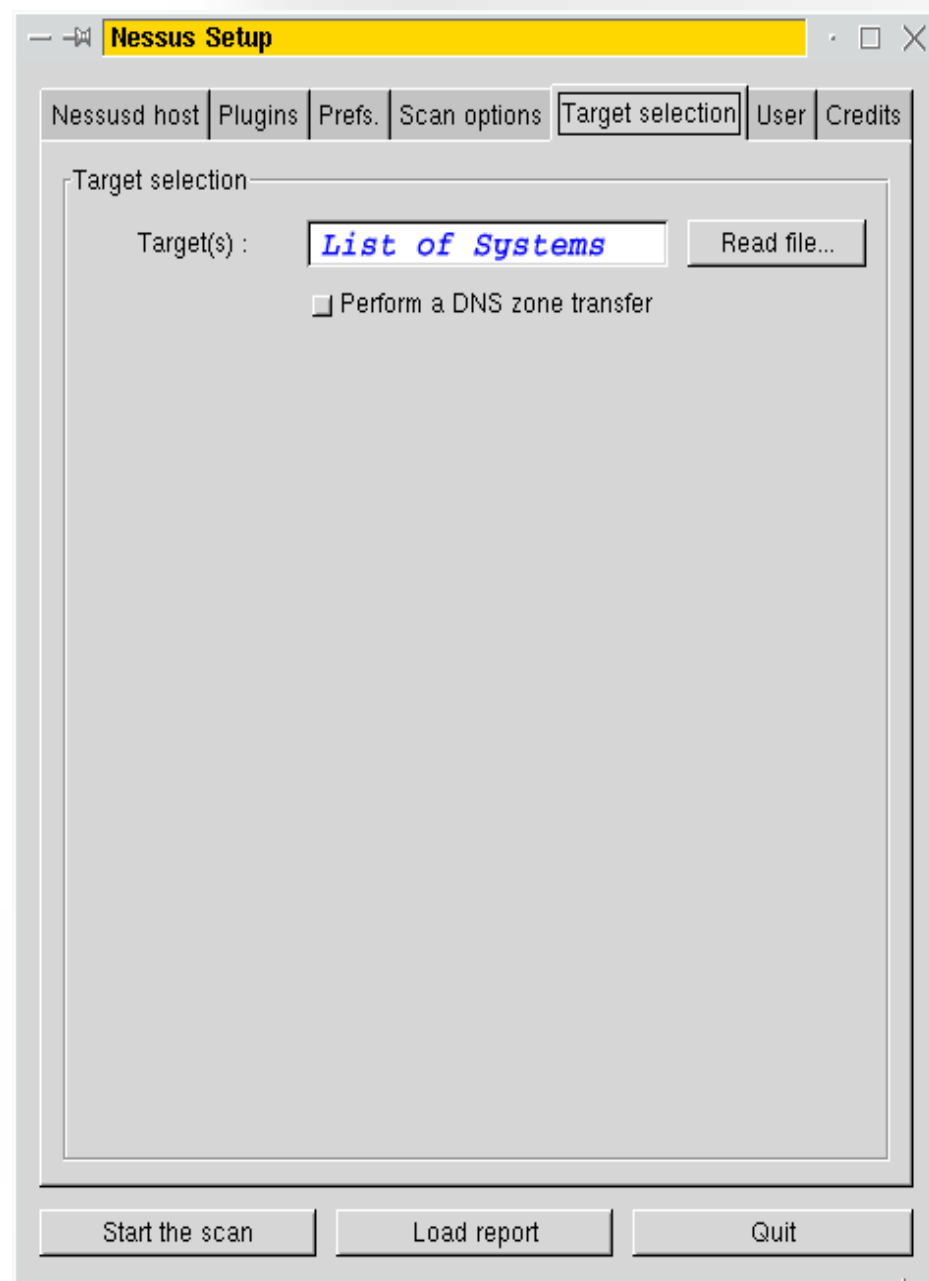 Nessus Setup
Nessusd host Plugins Prefs. Scan options Target selection User Credits
Target selection
Target(s) : List of Systems Read file...
Perform a DNS zone transfer
Start the scan Load report Quit